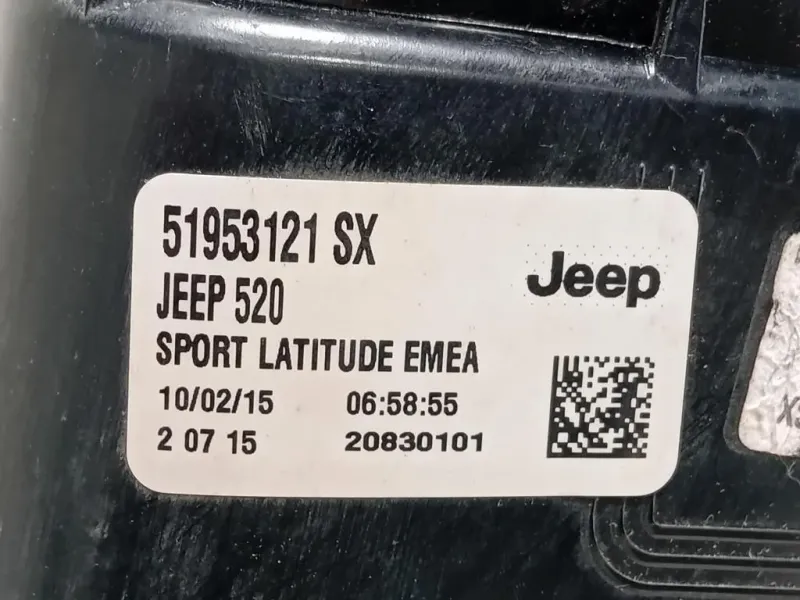 51953121 SX
Jeep
JEEP 520
SPORT LATITUDE EMEA
10/02/15 06:58:55
2 07 15 20830101